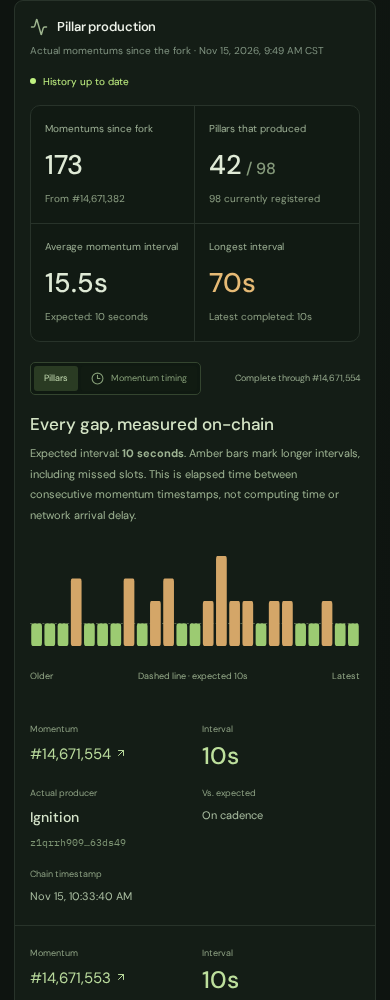 Pillar production
Actual momentums since the fork · Nov 15, 2026, 9:49 AM CST
History up to date
Momentums since fork
173
From #14,671,382
Pillars that produced
42 / 98
98 currently registered
Average momentum interval
15.5s
Expected: 10 seconds
Longest interval
70s
Latest completed: 10s
Pillars
Momentum timing
Complete through #14,671,554
Every gap, measured on-chain
Expected interval: 10 seconds. Amber bars mark longer intervals,
including missed slots. This is elapsed time between
consecutive momentum timestamps, not computing time or
network arrival delay.
Older
Dashed line · expected 10s
Latest
Momentum
#14,671,554 ↗
Interval
10s
Actual producer
Ignition
z1qrrh909…63ds49
Vs. expected
On cadence
Chain timestamp
Nov 15, 10:33:40 AM
Momentum
#14,671,553 ↗
Interval
10s